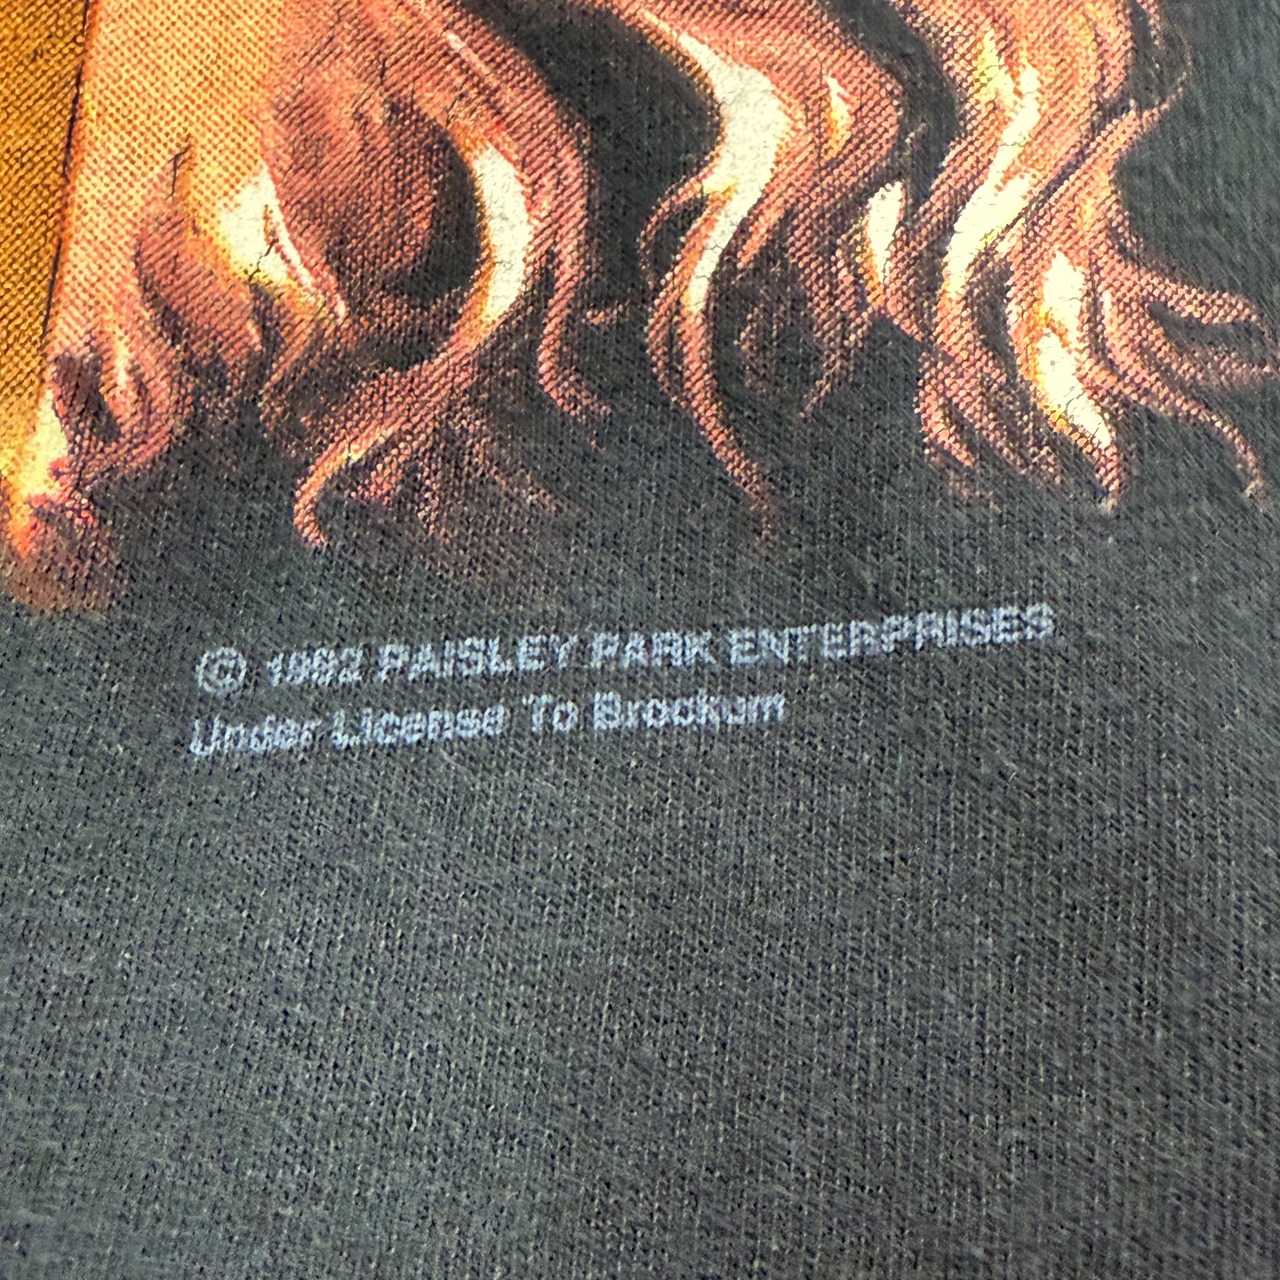 © 1992 PAISLEY PARK ENTERPRISES
Under License To Brockum